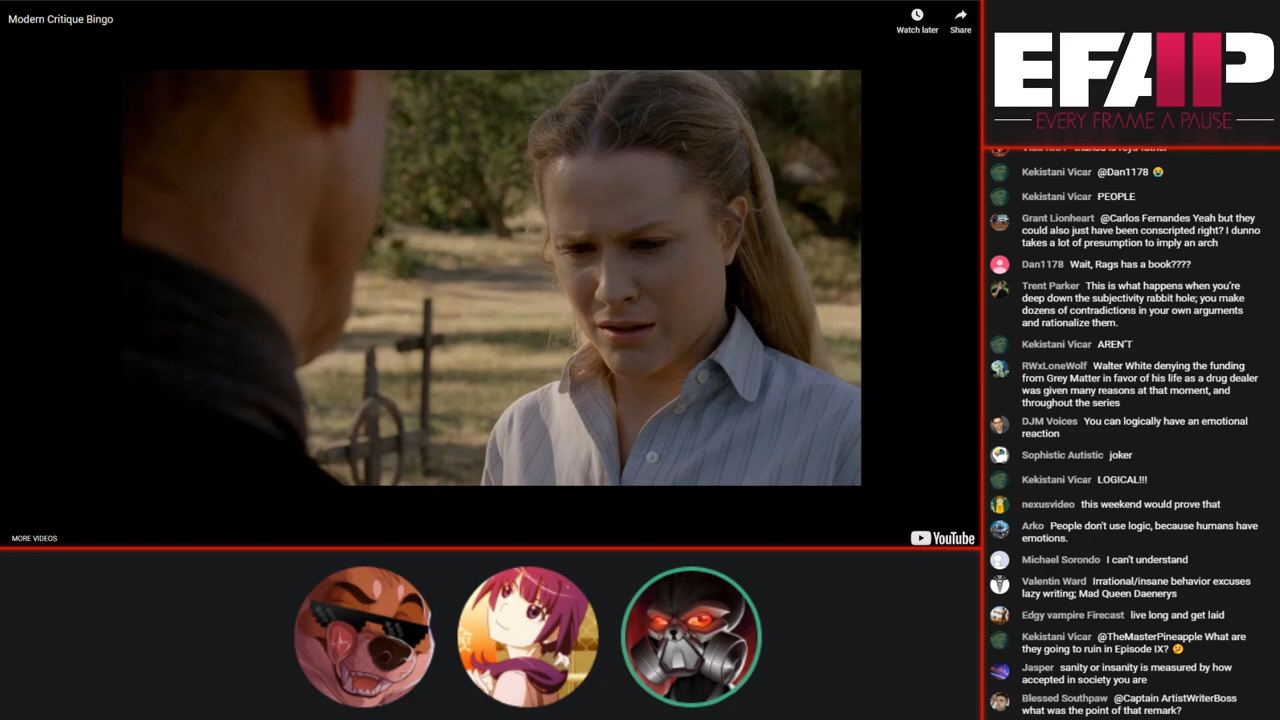 Modern Critique Bingo
Watch later
Share
MORE VIDEOS
YouTube
EFAP
EVERY FRAME A PAUSE
Kekistani Vicar @Dan1178 😭
Kekistani Vicar PEOPLE
Grant Lionheart @Carlos Fernandes Yeah but they
could also just have been conscripted right? I dunno
takes a lot of presumption to imply an arch
Dan1178 Wait, Rags has a book????
Trent Parker This is what happens when you're
deep down the subjectivity rabbit hole; you make
dozens of contradictions in your own arguments
and rationalize them.
Kekistani Vicar AREN'T
RWxLoneWolf Walter White denying the funding
from Grey Matter in favor of his life as a drug dealer
was given many reasons at that moment, and
throughout the series
DJM Voices You can logically have an emotional
reaction
Sophistic Autistic joker
Kekistani Vicar LOGICAL!!!
nexusvideo this weekend would prove that
Arko People don't use logic, because humans have
emotions.
Michael Sorondo I can't understand
Valentin Ward Irrational/insane behavior excuses
lazy writing; Mad Queen Daenerys
Edgy vampire Firecast live long and get laid
Kekistani Vicar @TheMasterPineapple What are
they going to ruin in Episode IX? 🤔
Jasper sanity or insanity is measured by how
accepted in society you are
Blessed Southpaw @Captain ArtistWriterBoss
what was the point of that remark?